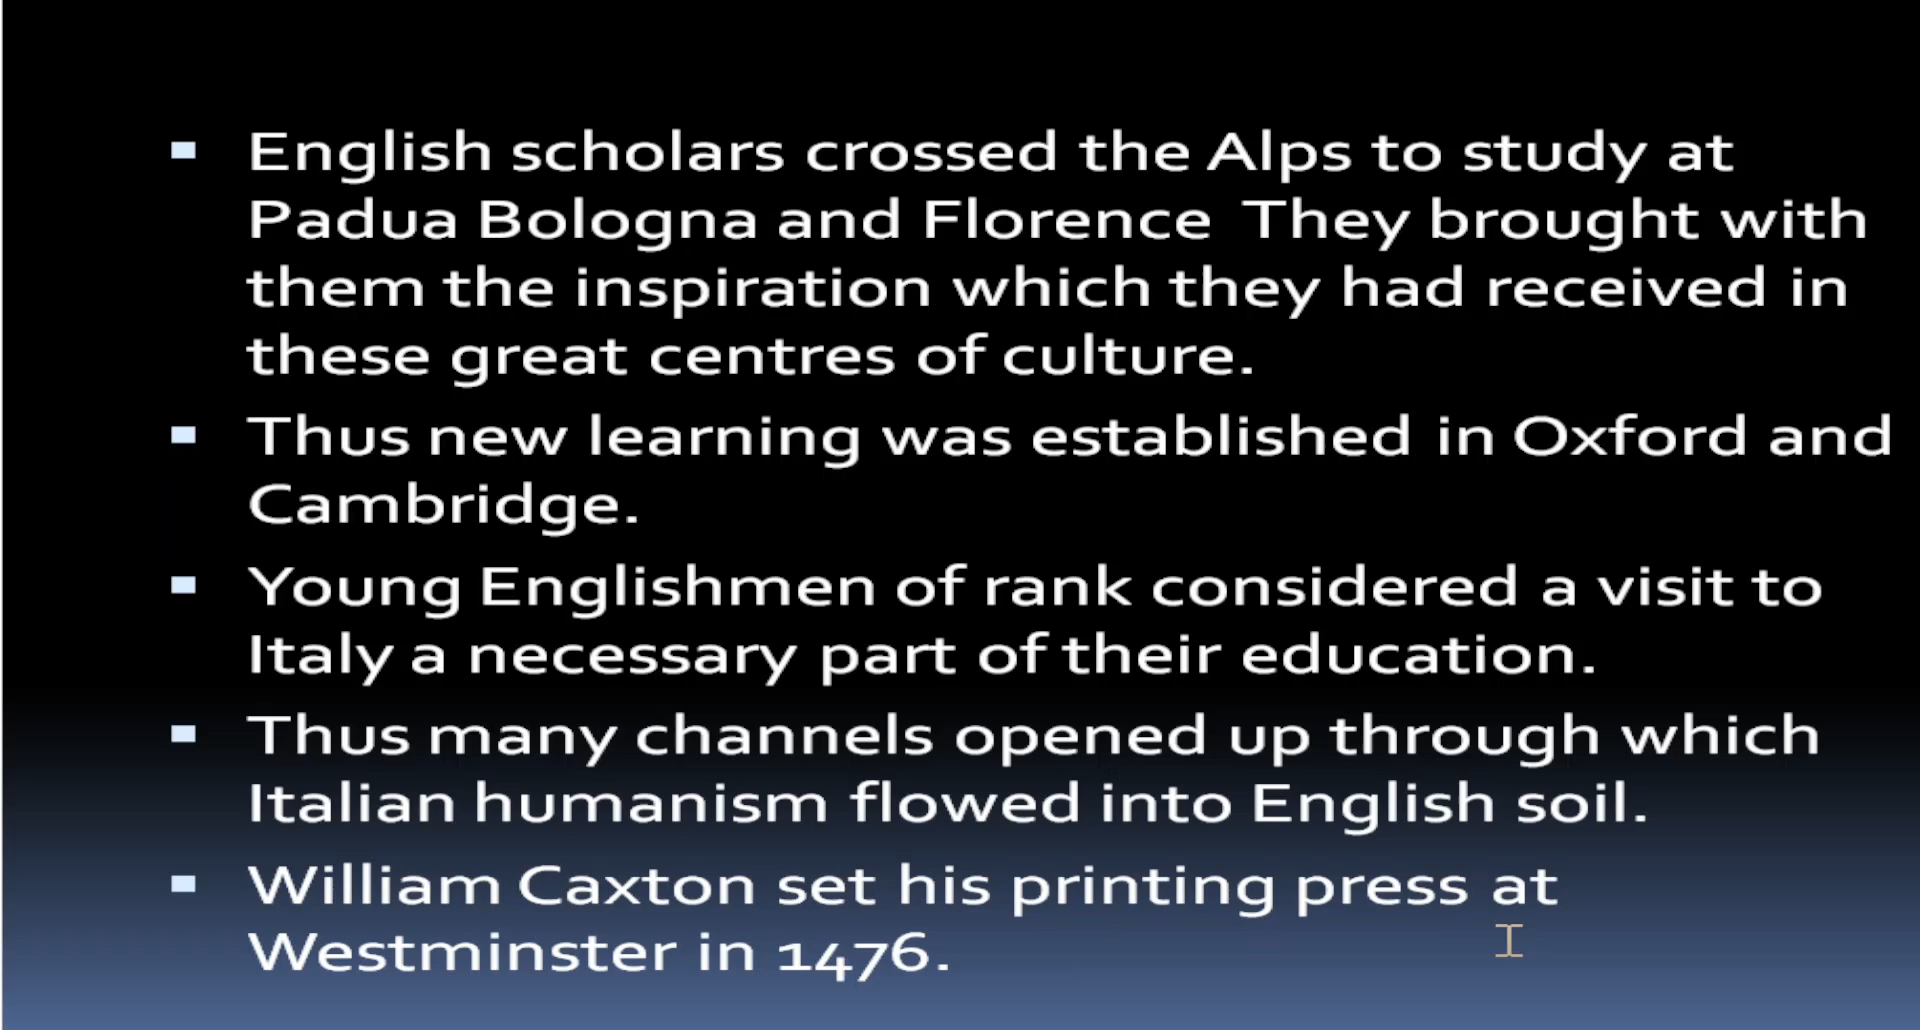 English scholars crossed the Alps to study at
Padua Bologna and Florence They brought with
them the inspiration which they had received in
these great centres of culture.
Thus new learning was established in Oxford and
Cambridge.
Young Englishmen of rank considered a visit to
Italy a necessary part of their education.
Thus many channels opened up through which
Italian humanism flowed into English soil.
William Caxton set his printing press at
Westminster in 1476.